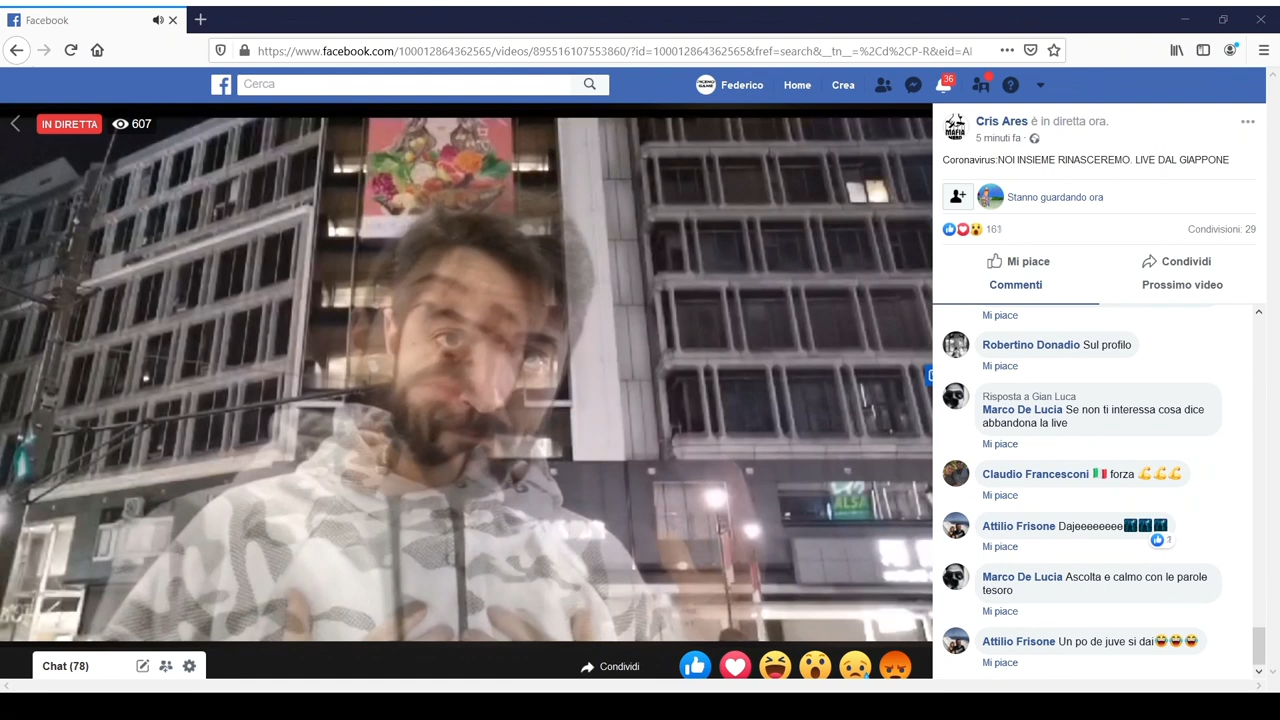 Facebook
https://www.facebook.com/100012864362565/videos/895516107553860/?id=100012864362565&fref=search&__tn__=%2Cd%2CP-R&eid=AI
Cerca
Federico
Home
Crea
36
IN DIRETTA
607
Cris Ares è in diretta ora.
5 minuti fa ·
Coronavirus:NOI INSIEME RINASCEREMO. LIVE DAL GIAPPONE
Stanno guardando ora
161
Condivisioni: 29
Mi piace
Condividi
Commenti
Prossimo video
Mi piace
Robertino Donadio Sul profilo
Mi piace
Risposta a Gian Luca
Marco De Lucia Se non ti interessa cosa dice
abbandona la live
Mi piace
Claudio Francesconi 🇮🇹 forza 💪💪💪
Mi piace
Attilio Frisone Dajeeeeeeee
Mi piace
Marco De Lucia Ascolta e calmo con le parole
tesoro
Mi piace
Attilio Frisone Un po de juve si dai😂😂😂
Mi piace
ALSA
Chat (78)
Condividi